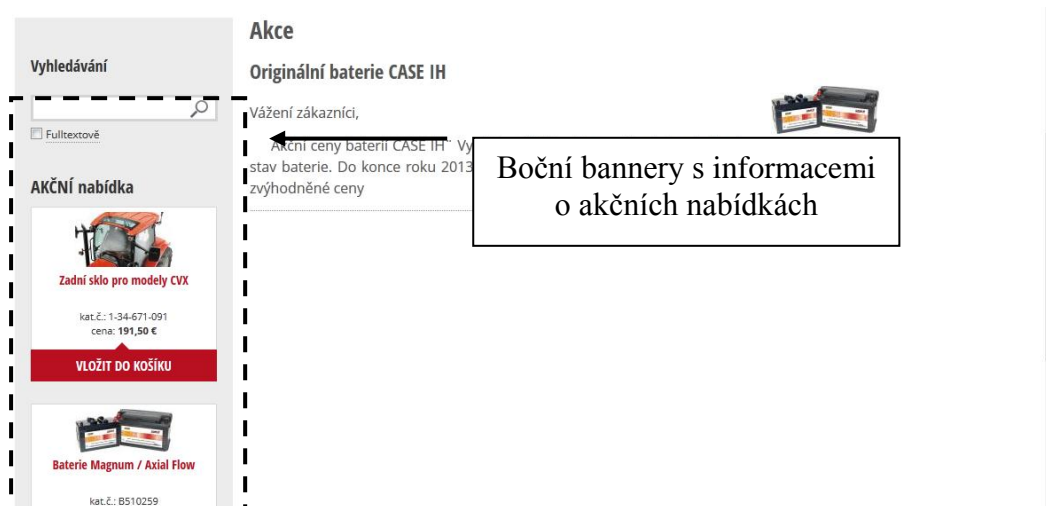 Vyhledávání
Fulltextově
AKČNÍ nabídka
Zadní sklo pro modely CVX
kat.č.: 1-34-671-091
cena: 191,50 €
VLOŽIT DO KOŠÍKU
Baterie Magnum / Axial Flow
kat.č.: B510259
Akce
Originální baterie CASE IH
Vážení zákazníci,
Akční ceny baterií CASE IH
stav baterie. Do konce roku 2013
zvýhodněné ceny
Boční bannery s informacemi
o akčních nabídkách